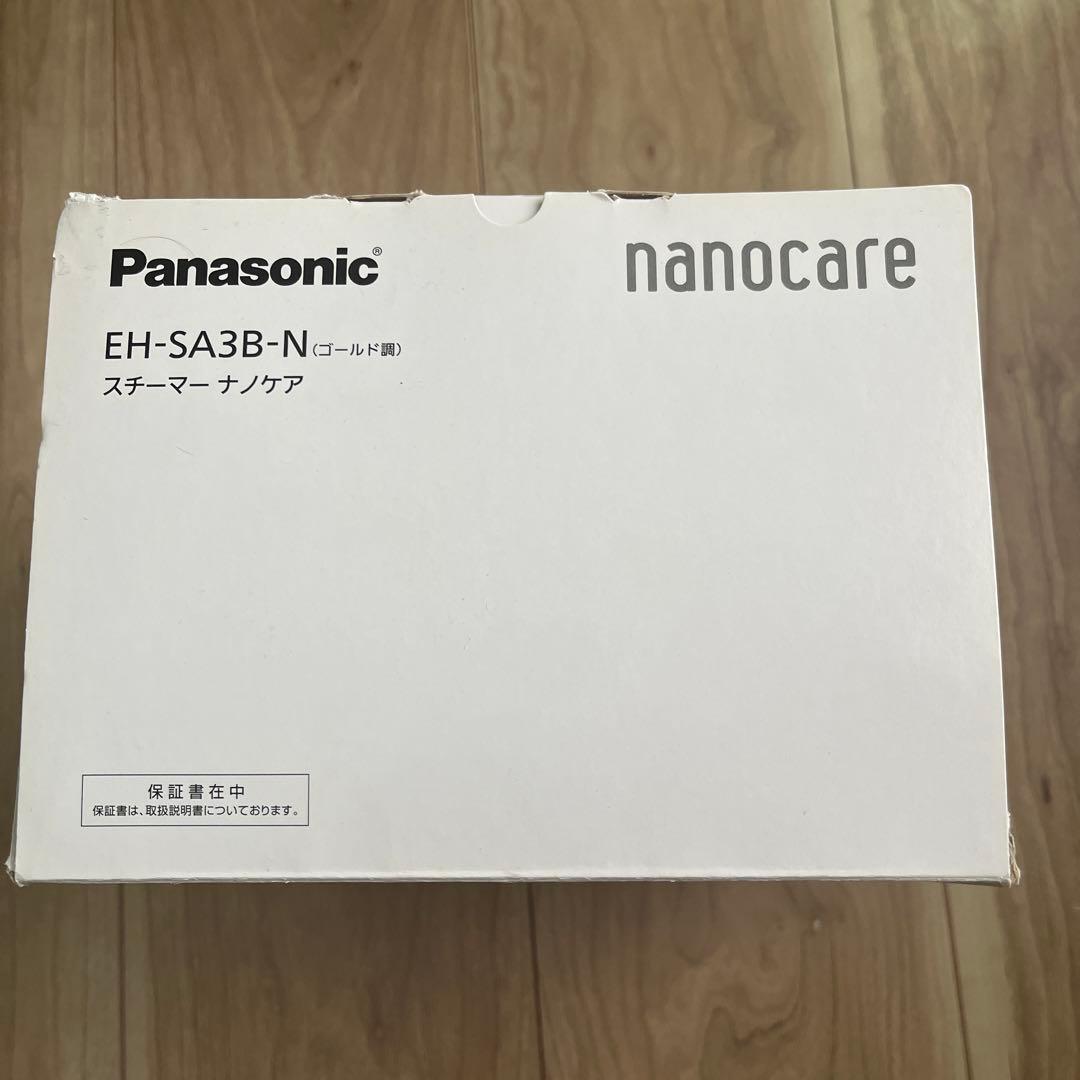 Panasonic®
nanocare
EH-SA3B-N(ゴールド調)
スチーマー ナノケア
保証書在中
保証書は、取扱説明書についております。